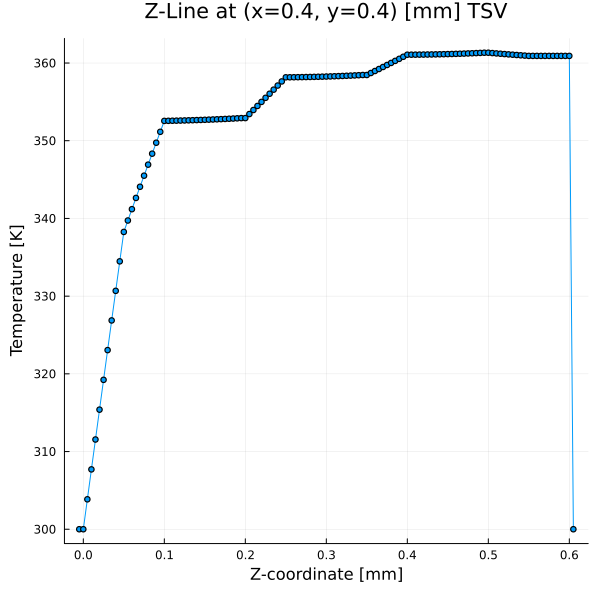 Z-Line at (x=0.4, y=0.4) [mm] TSV
360
350
340
330
320
310
300
Temperature [K]
0.0 0.1 0.2 0.3 0.4 0.5 0.6
Z-coordinate [mm]